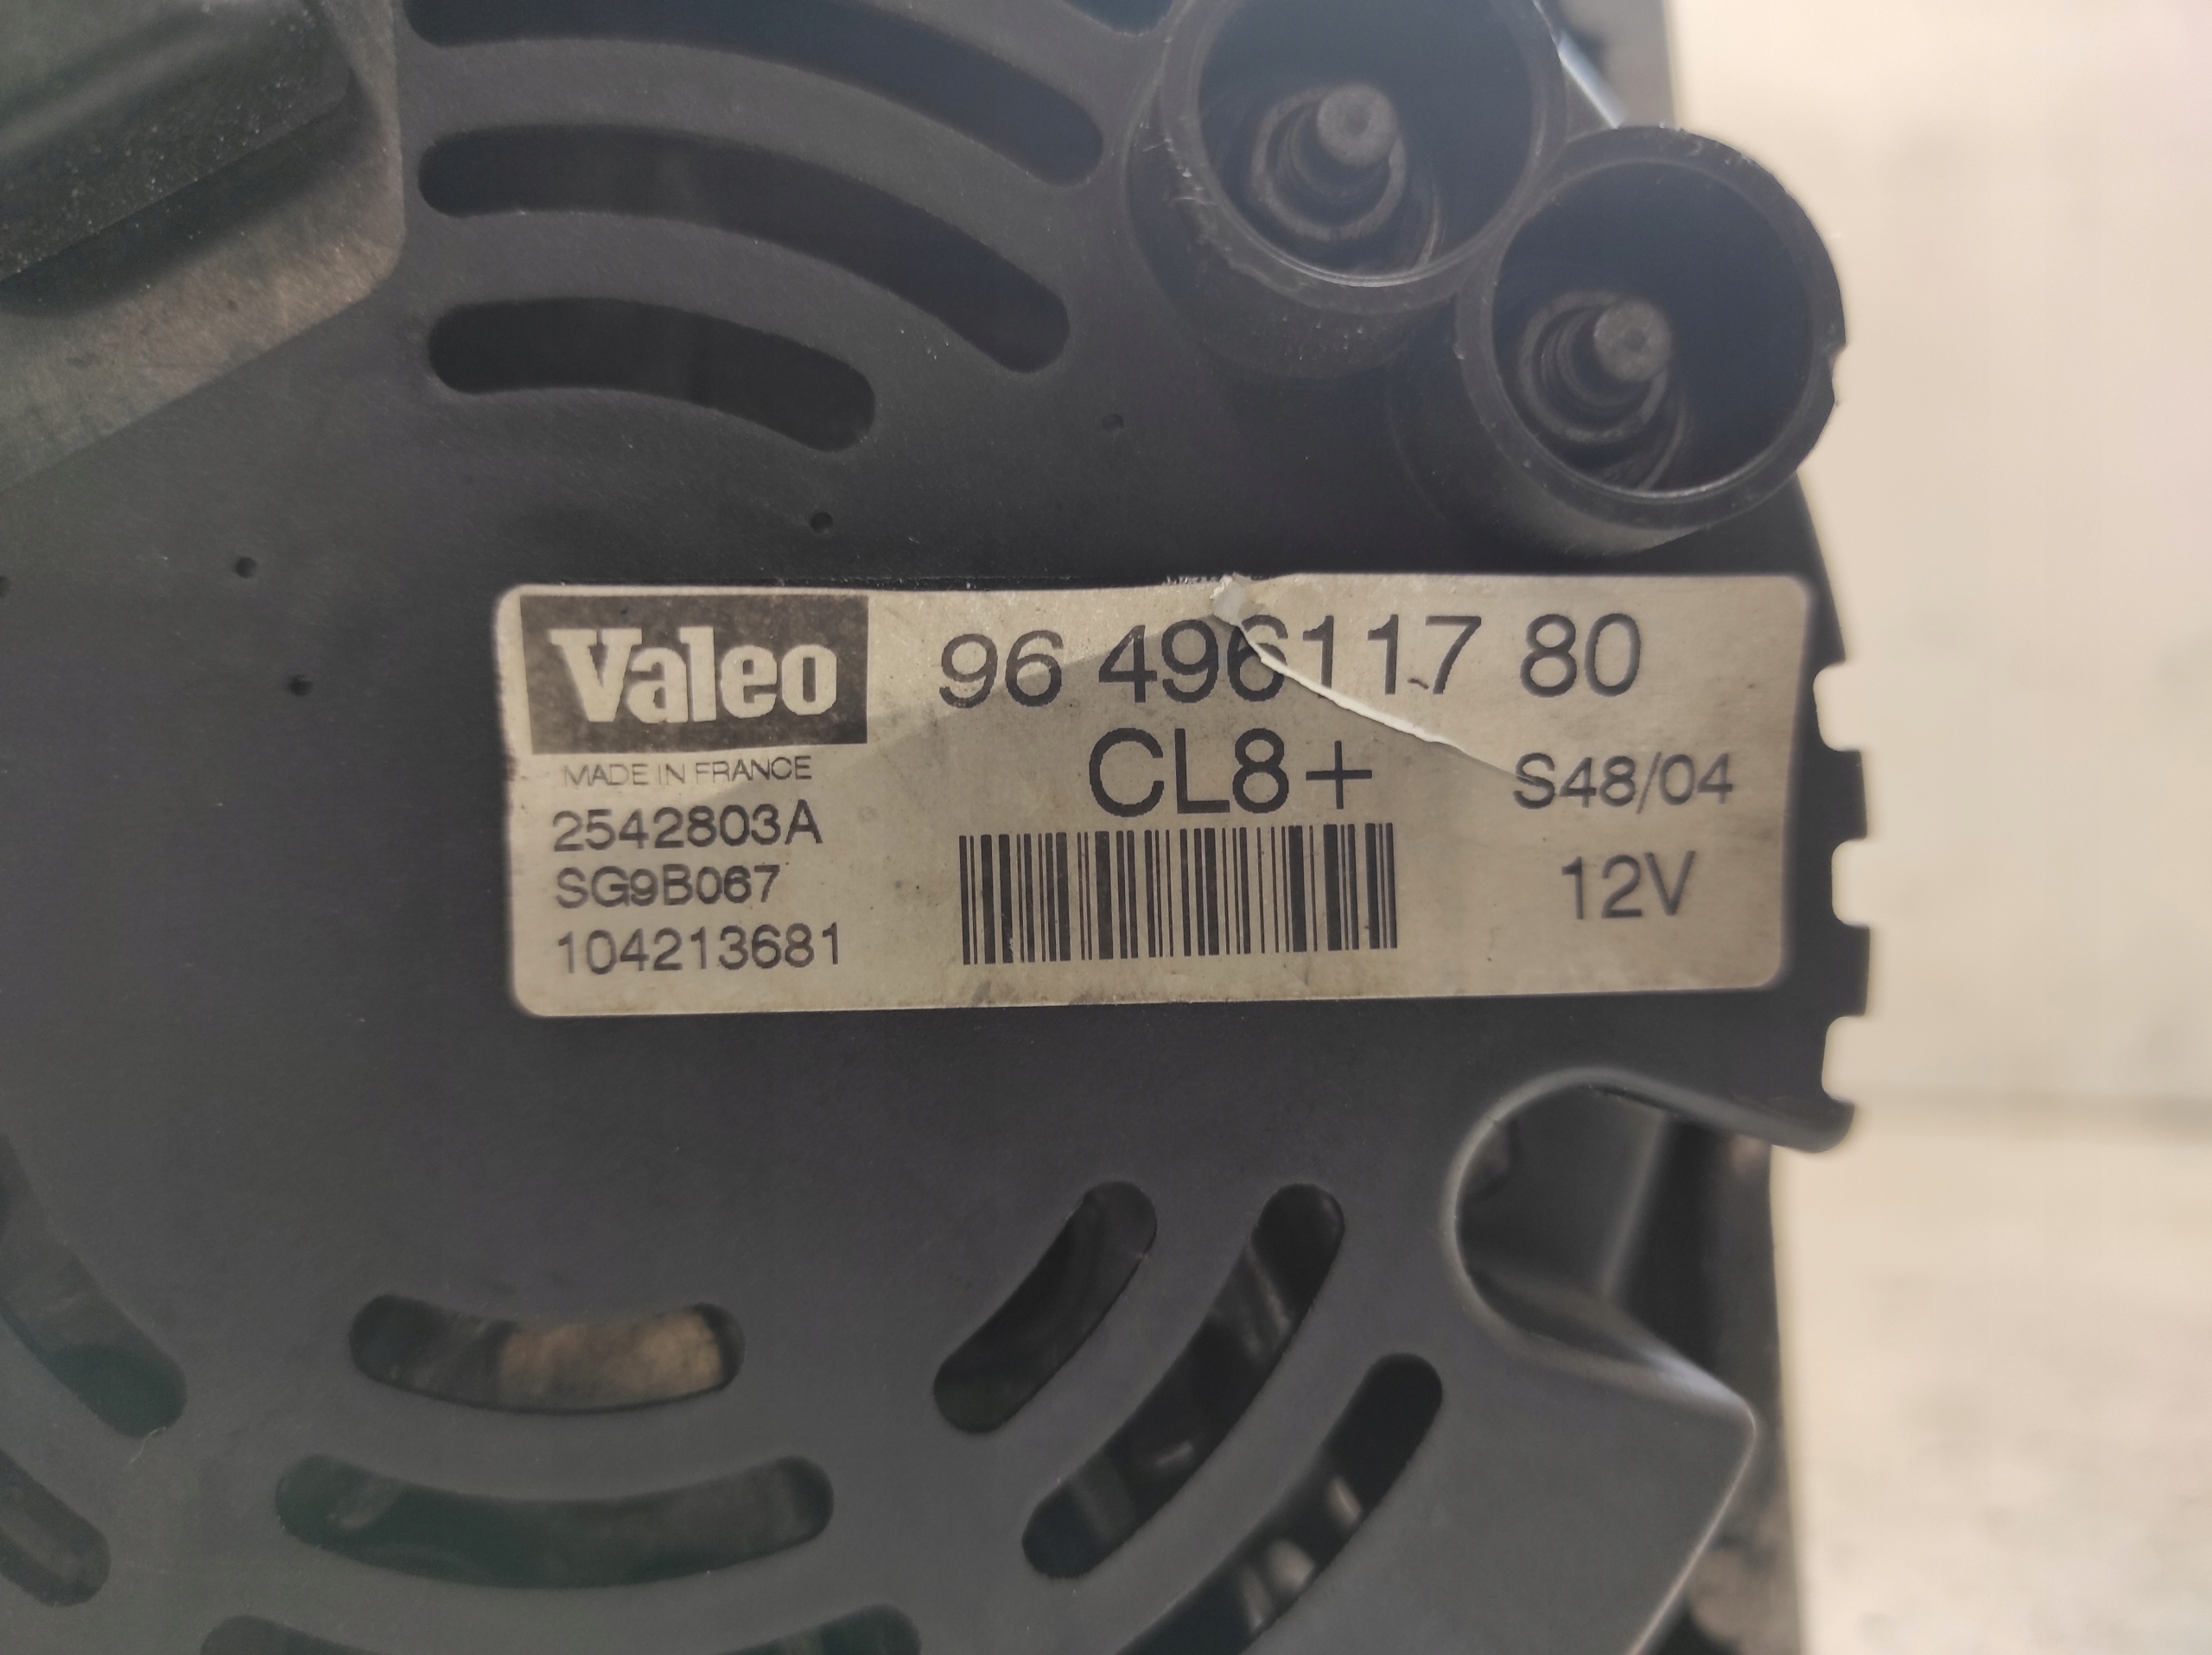 Valeo
96 496117 80
MADE IN FRANCE
CL8+
S48/04
2542803A
SG9B067
12V
104213681